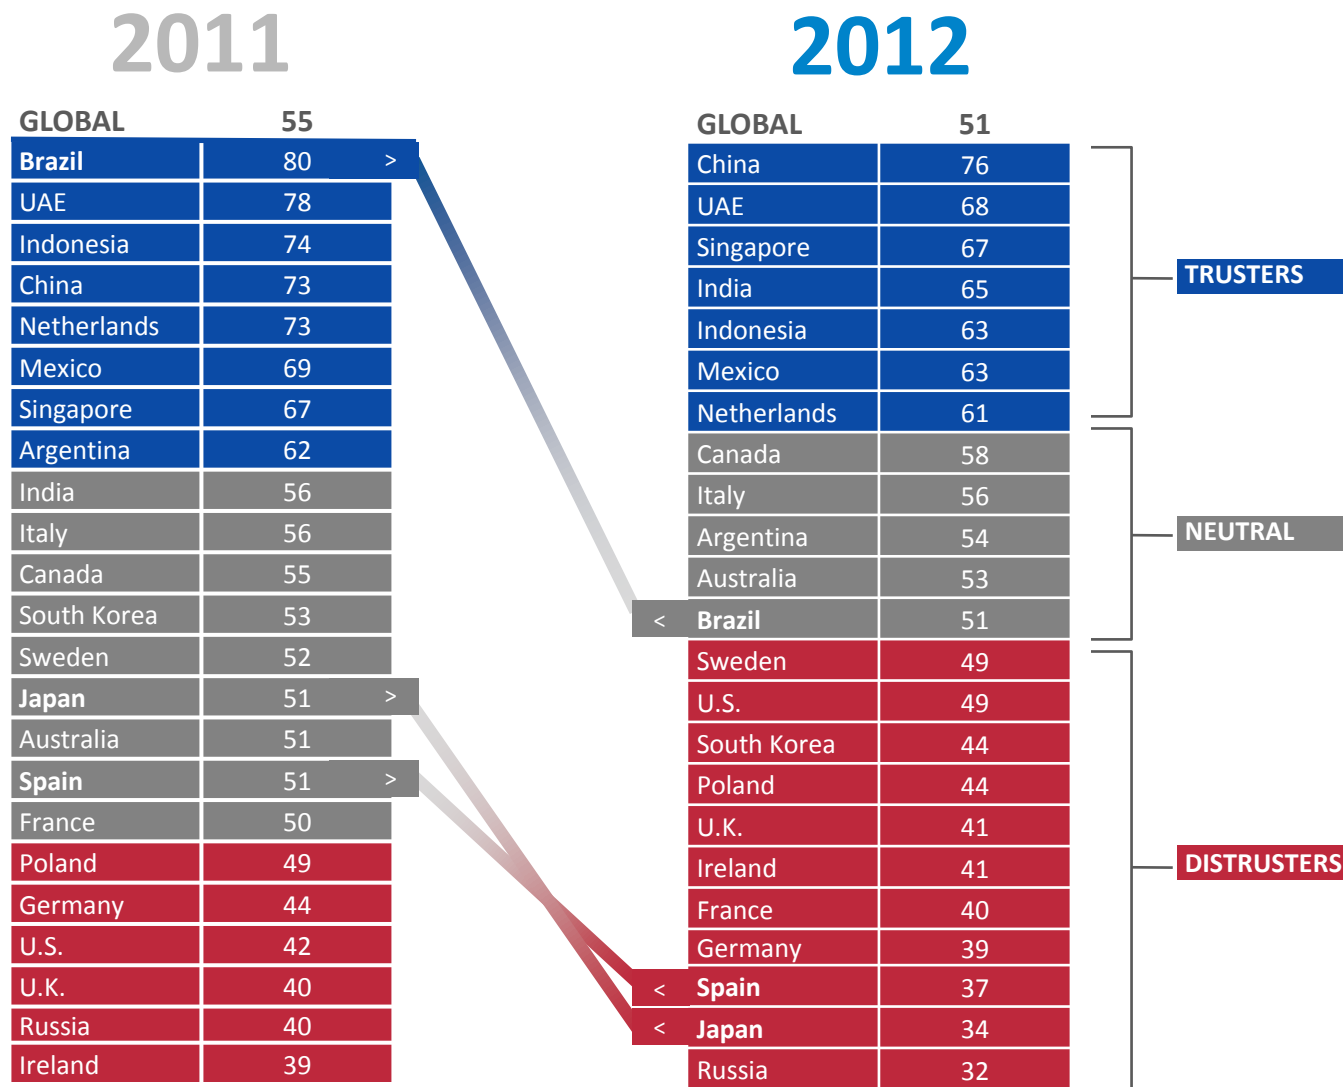 2011
GLOBAL 55
Brazil 80 >
UAE 78
Indonesia 74
China 73
Netherlands 73
Mexico 69
Singapore 67
Argentina 62
India 56
Italy 56
Canada 55
South Korea 53
Sweden 52
Japan 51 >
Australia 51
Spain 51 >
France 50
Poland 49
Germany 44
U.S. 42
U.K. 40
Russia 40
Ireland 39
2012
GLOBAL 51
China 76
UAE 68
Singapore 67
India 65
Indonesia 63
Mexico 63
Netherlands 61
Canada 58
Italy 56
Argentina 54
Australia 53
< Brazil 51
Sweden 49
U.S. 49
South Korea 44
Poland 44
U.K. 41
Ireland 41
France 40
Germany 39
< Spain 37
< Japan 34
Russia 32
TRUSTERS
NEUTRAL
DISTRUSTERS